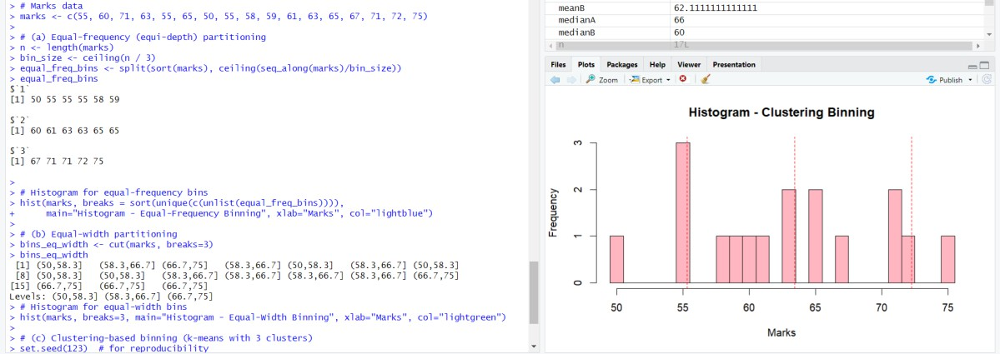 > # Marks data
> marks <- c(55, 60, 71, 63, 55, 65, 50, 55, 58, 59, 61, 63, 65, 67, 71, 72, 75)
>
> # (a) Equal-frequency (equi-depth) partitioning
> n <- length(marks)
> bin_size <- ceiling(n / 3)
> equal_freq_bins <- split(sort(marks), ceiling(seq_along(marks)/bin_size))
> equal_freq_bins
$`1`
[1] 50 55 55 55 58 59

$`2`
[1] 60 61 63 63 65 65

$`3`
[1] 67 71 71 72 75

>
> # Histogram for equal-frequency bins
> hist(marks, breaks = sort(unique(c(unlist(equal_freq_bins)))),
+      main="Histogram - Equal-Frequency Binning", xlab="Marks", col="lightblue")
>
> # (b) Equal-width partitioning
> bins_eq_width <- cut(marks, breaks=3)
> bins_eq_width
 [1] (50,58.3]   (58.3,66.7] (66.7,75]   (58.3,66.7] (50,58.3]   (58.3,66.7] (50,58.3]
 [8] (50,58.3]   (50,58.3]   (58.3,66.7] (58.3,66.7] (58.3,66.7] (58.3,66.7] (66.7,75]
[15] (66.7,75]   (66.7,75]   (66.7,75]
Levels: (50,58.3] (58.3,66.7] (66.7,75]
> # Histogram for equal-width bins
> hist(marks, breaks=3, main="Histogram - Equal-Width Binning", xlab="Marks", col="lightgreen")
>
> # (c) Clustering-based binning (k-means with 3 clusters)
> set.seed(123)  # for reproducibility
meanB 62.1111111111111
medianA 66
medianB 60
n 17L
Files Plots Packages Help Viewer Presentation
Zoom Export Publish
Histogram - Clustering Binning
Frequency
3
2
1
0
50 55 60 65 70 75
Marks